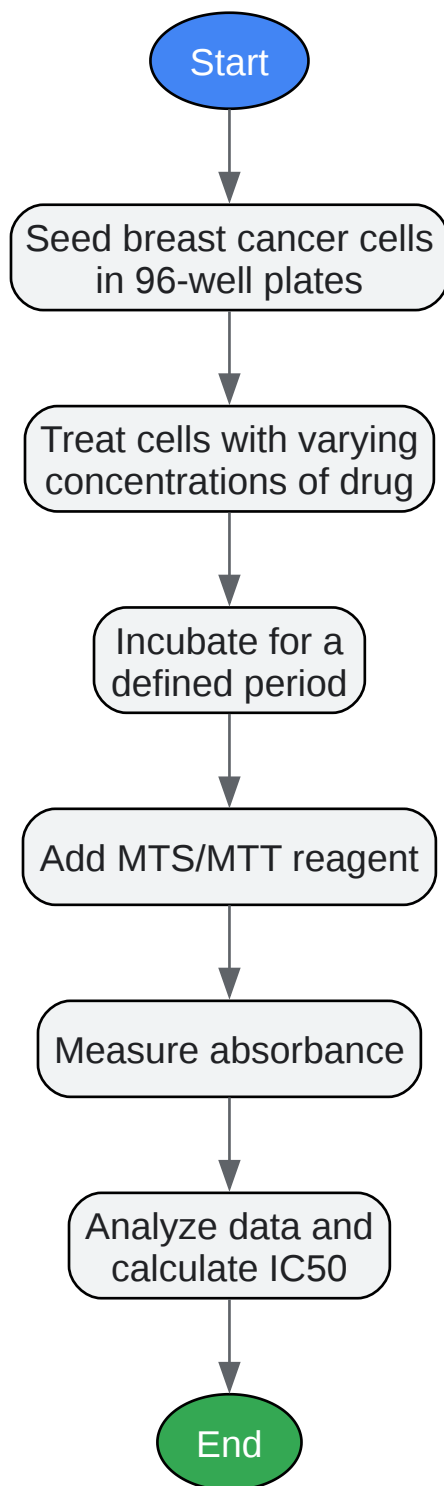 Start
Seed breast cancer cells
in 96-well plates
Treat cells with varying
concentrations of drug
Incubate for a
defined period
Add MTS/MTT reagent
Measure absorbance
Analyze data and
calculate IC50
End